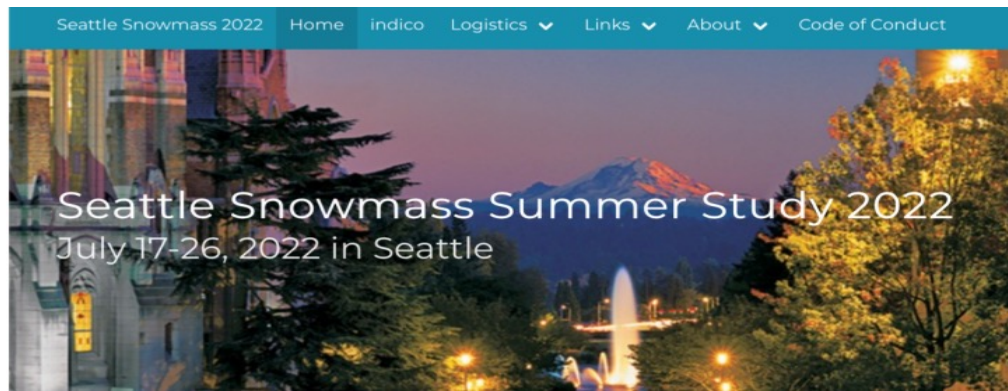 Seattle Snowmass 2022 Home indico Logistics Links About Code of Conduct
Seattle Snowmass Summer Study 2022
July 17-26, 2022 in Seattle